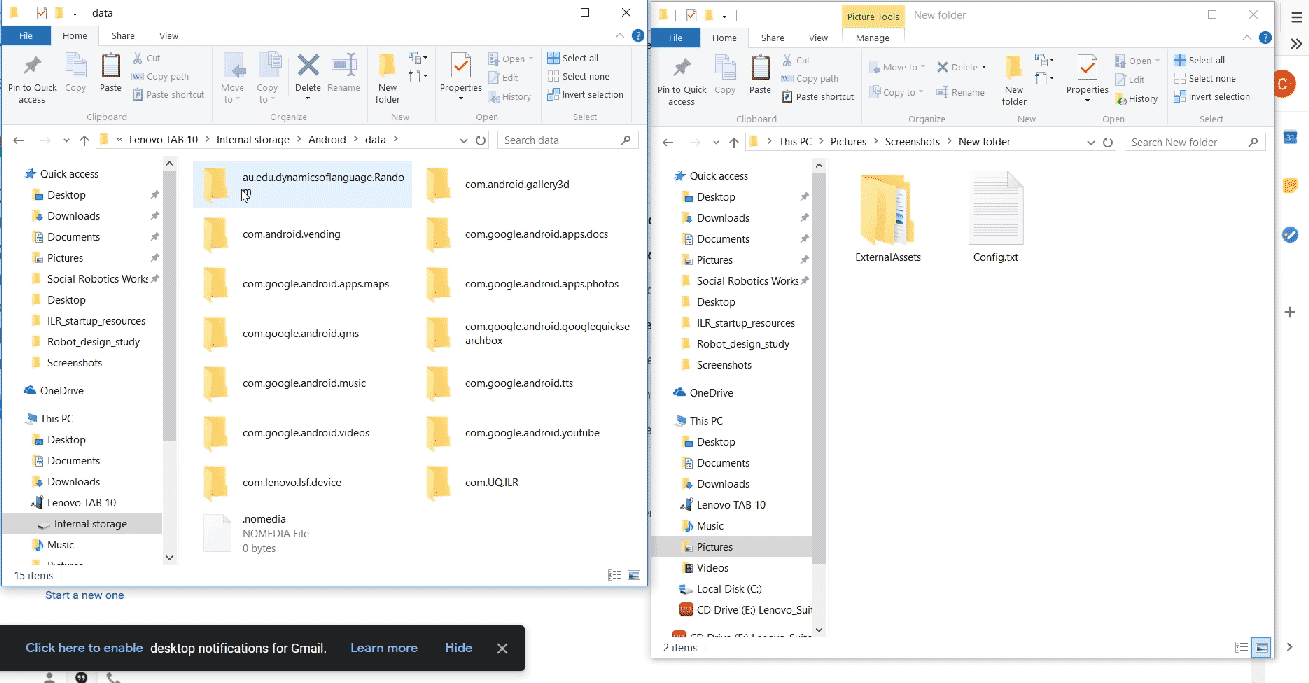 data
File
Home
Share
View
Pin to Quick access
Copy
Paste
Cut
Copy path
Paste shortcut
Clipboard
Move to
Copy to
Delete
Rename
Organize
New folder
New
Properties
Open
Edit
History
Open
Select all
Select none
Invert selection
Select
« Lenovo TAB 10 > Internal storage > Android > data >
Search data
Quick access
Desktop
Downloads
Documents
Pictures
Social Robotics Works
Desktop
ILR_startup_resources
Robot_design_study
Screenshots
OneDrive
This PC
Desktop
Documents
Downloads
Lenovo TAB 10
Internal storage
Music
Pictures
au.edu.dynamicsoflanguage.Rando
com.android.gallery3d
com.android.vending
com.google.android.apps.docs
com.google.android.apps.maps
com.google.android.apps.photos
com.google.android.gms
com.google.android.googlequicksearchbox
com.google.android.music
com.google.android.tts
com.google.android.videos
com.google.android.youtube
com.lenovo.lsf.device
com.UQ.ILR
.nomedia
NOMEDIA File
0 bytes
15 items
Start a new one
Click here to enable desktop notifications for Gmail. Learn more Hide
Picture Tools
New folder
File
Home
Share
View
Manage
Pin to Quick access
Copy
Paste
Cut
Copy path
Paste shortcut
Clipboard
Move to
Copy to
Delete
Rename
Organize
New folder
New
Properties
Open
Edit
History
Open
Select all
Select none
Invert selection
Select
> This PC > Pictures > Screenshots > New folder
Search New folder
Quick access
Desktop
Downloads
Documents
Pictures
Social Robotics Works
Desktop
ILR_startup_resources
Robot_design_study
Screenshots
OneDrive
This PC
Desktop
Documents
Downloads
Lenovo TAB 10
Music
Pictures
Videos
Local Disk (C:)
CD Drive (E:) Lenovo_Suit
CD Drive (E:) Lenovo_Suite
ExternalAssets
Config.txt
2 items
C